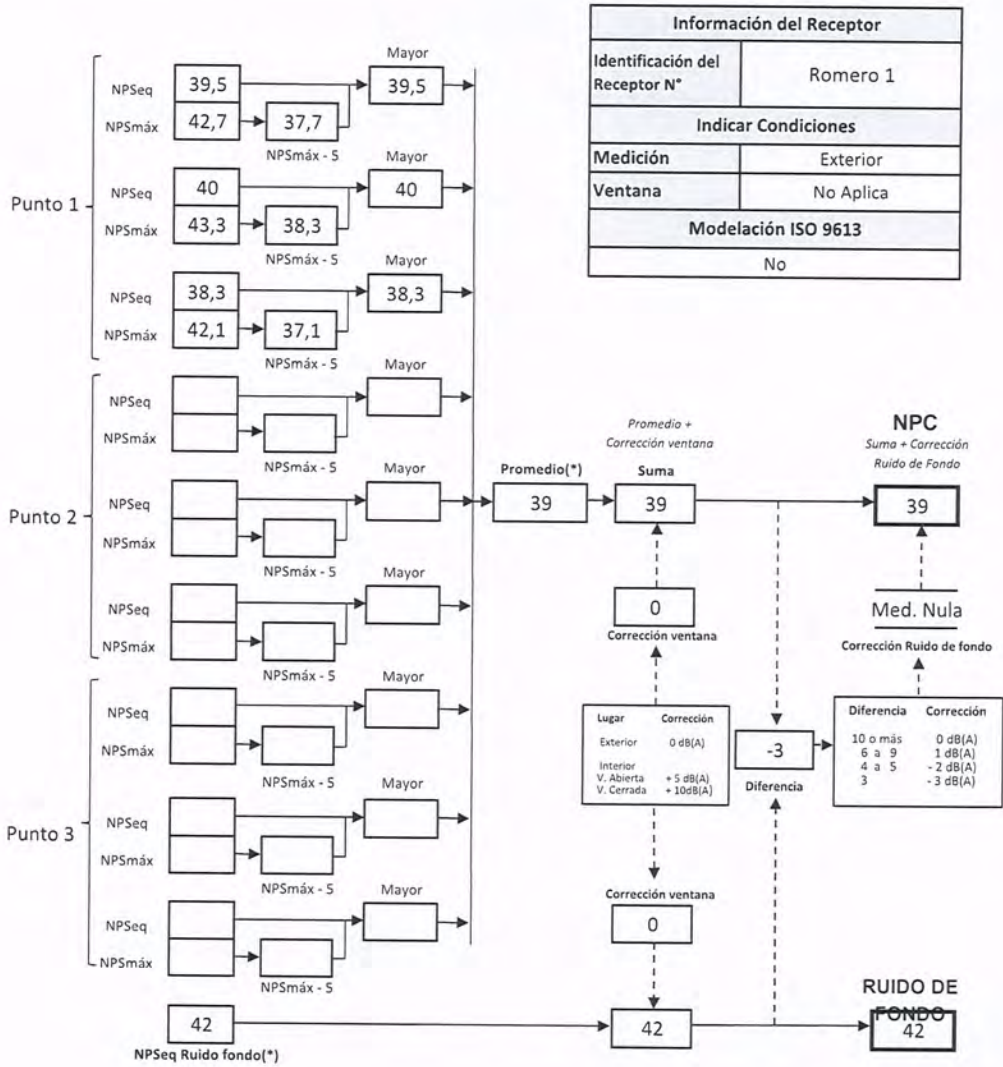 Información del Receptor
Identificación del Receptor N° Romero 1
Indicar Condiciones
Medición Exterior
Ventana No Aplica
Modelación ISO 9613
No
Punto 1
Mayor
NPSeq 39,5 39,5
NPSmáx 42,7 37,7
NPSmáx - 5
Mayor
NPSeq 40 40
NPSmáx 43,3 38,3
NPSmáx - 5
Mayor
NPSeq 38,3 38,3
NPSmáx 42,1 37,1
NPSmáx - 5
Punto 2
Mayor
NPSeq
NPSmáx
NPSmáx - 5
Mayor
NPSeq
NPSmáx
NPSmáx - 5
Mayor
NPSeq
NPSmáx
NPSmáx - 5
Punto 3
Mayor
NPSeq
NPSmáx
NPSmáx - 5
Mayor
NPSeq
NPSmáx
NPSmáx - 5
Mayor
NPSeq
NPSmáx
NPSmáx - 5
Promedio(*)
39
Promedio +
Corrección ventana
Suma
39
NPC
Suma + Corrección
Ruido de Fondo
39
0
Corrección ventana
Med. Nula
Corrección Ruido de fondo
Lugar Corrección
Exterior 0 dB(A)
Interior
V. Abierta + 5 dB(A)
V. Cerrada + 10dB(A)
-3
Diferencia
Diferencia Corrección
10 o más 0 dB(A)
6 a 9 1 dB(A)
4 a 5 - 2 dB(A)
3 - 3 dB(A)
Corrección ventana
0
42
NPSeq Ruido fondo(*)
42
RUIDO DE
FONDO
42